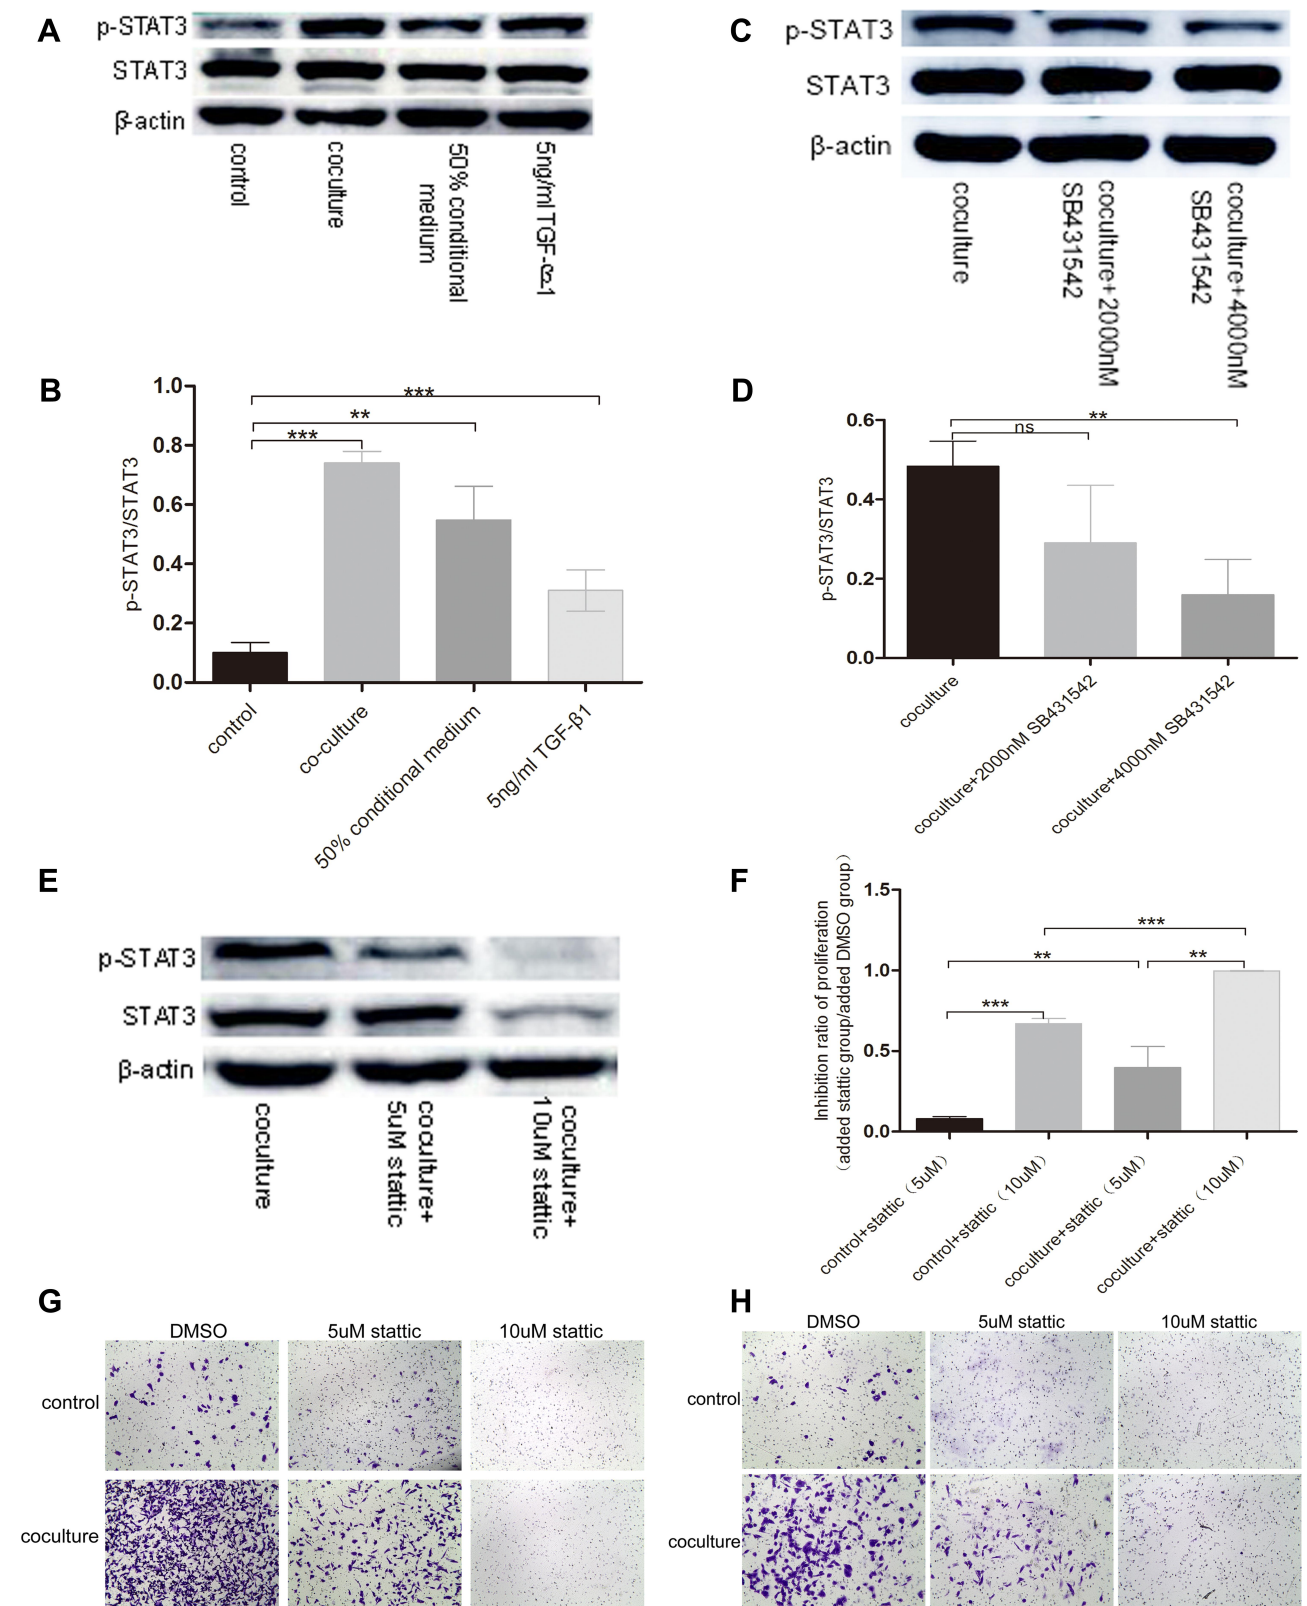 A
p-STAT3
STAT3
β-actin
control
coculture
50% conditional
medium
5ng/ml TGF-β1
C
p-STAT3
STAT3
β-actin
coculture
coculture+2000nM
SB431542
coculture+4000nM
SB431542
B
p-STAT3/STAT3
1.0
0.8
0.6
0.4
0.2
0.0
***
**
***
control
co-culture
50% conditional medium
5ng/ml TGF-β1
D
p-STAT3/STAT3
0.6
0.4
0.2
0.0
**
ns
coculture
coculture+2000nM SB431542
coculture+4000nM SB431542
E
p-STAT3
STAT3
β-actin
coculture
coculture+
5uM stattic
coculture+
10uM stattic
F
Inhibition ratio of proliferation
（added stattic group/added DMSO group）
1.5
1.0
0.5
0.0
***
**
**
***
control+stattic（5uM）
control+stattic（10uM）
coculture+stattic（5uM）
coculture+stattic（10uM）
G
DMSO
5uM stattic
10uM stattic
control
coculture
H
DMSO
5uM stattic
10uM stattic
control
coculture